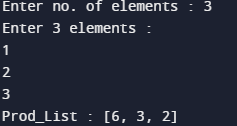 Enter no. of elements : 3
Enter 3 elements :
1
2
3
Prod_List : [6, 3, 2]